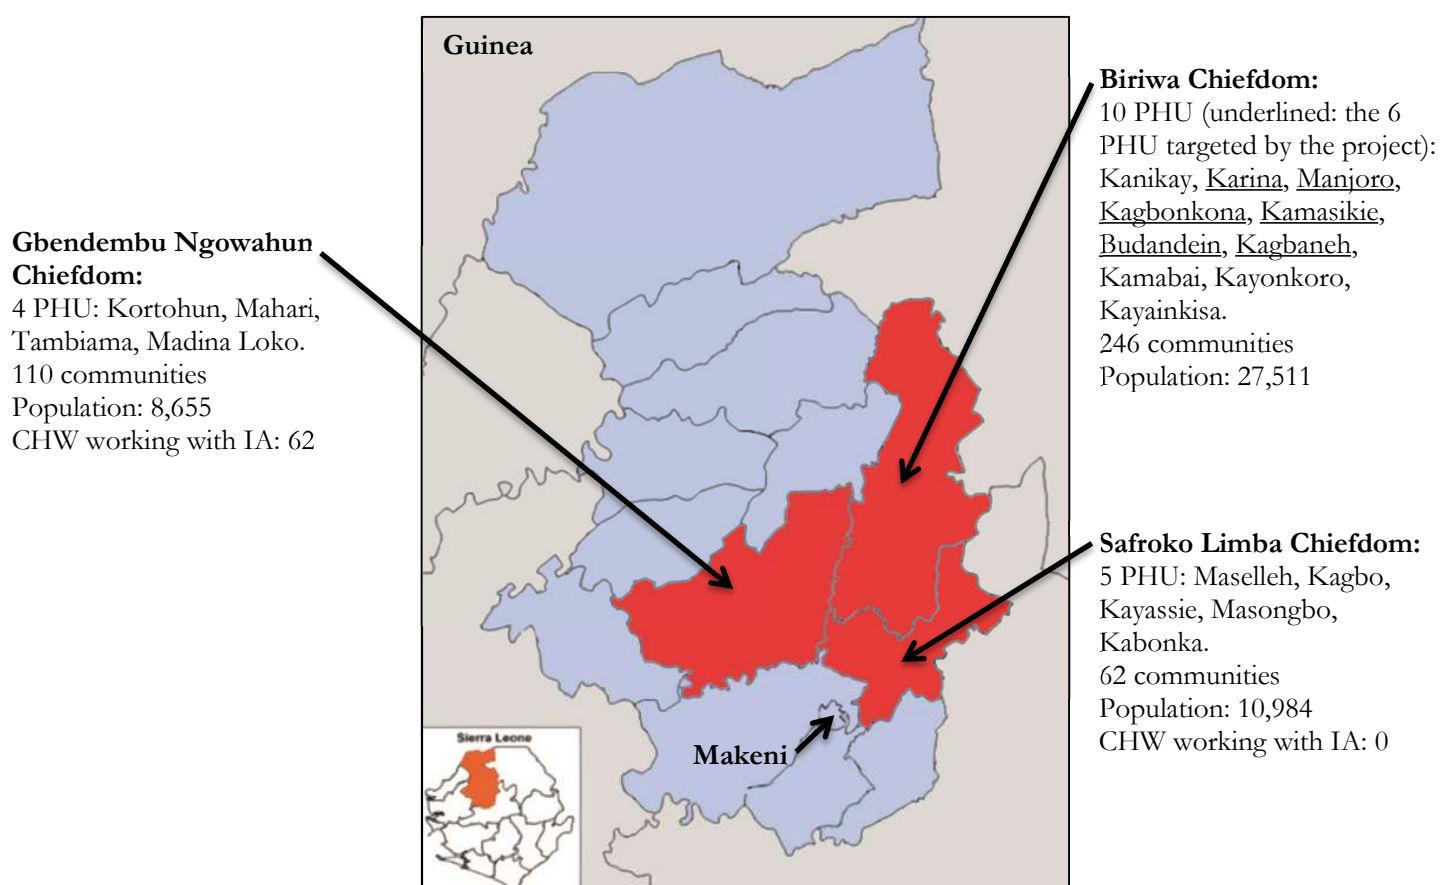 Guinea
Biriwa Chiefdom:
10 PHU (underlined: the 6
PHU targeted by the project):
Kanikay, Karina, Manjoro,
Kagbonkona, Kamasikie,
Budandein, Kagbaneh,
Kamabai, Kayonkoro,
Kayainkisa.
246 communities
Population: 27,511
Gbendembu Ngowahun
Chiefdom:
4 PHU: Kortohun, Mahari,
Tambiama, Madina Loko.
110 communities
Population: 8,655
CHW working with IA: 62
Safroko Limba Chiefdom:
5 PHU: Maselleh, Kagbo,
Kayassie, Masongbo,
Kabonka.
62 communities
Population: 10,984
CHW working with IA: 0
Makeni
Sierra Leone